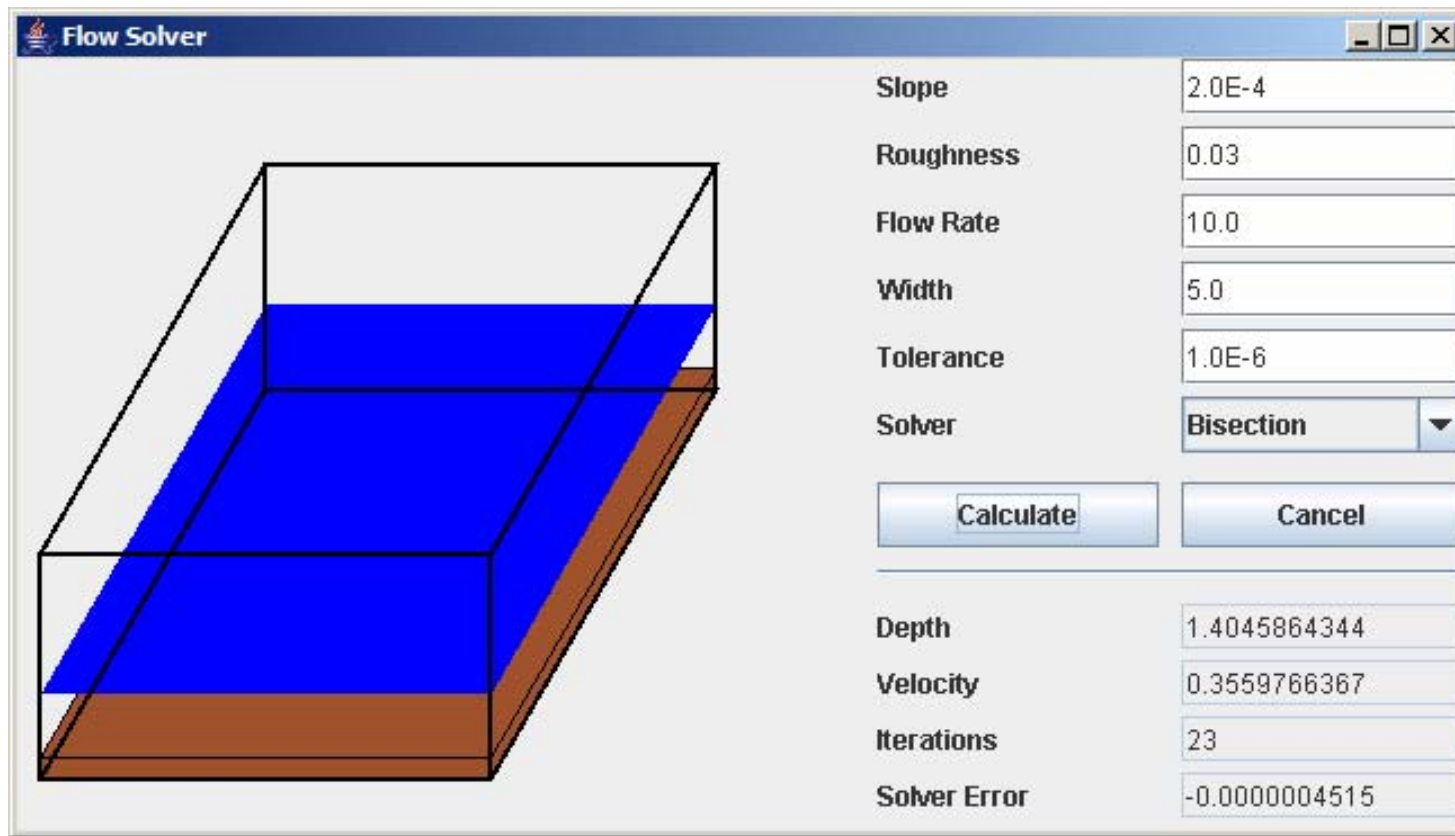 Flow Solver
Slope 2.0E-4
Roughness 0.03
Flow Rate 10.0
Width 5.0
Tolerance 1.0E-6
Solver Bisection
Calculate Cancel
Depth 1.4045864344
Velocity 0.3559766367
Iterations 23
Solver Error -0.0000004515